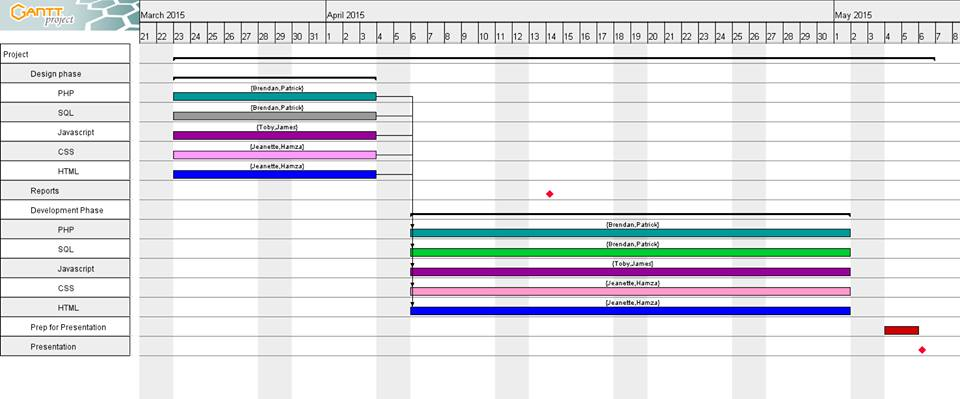 GANTT
project
March 2015 April 2015 May 2015
21 22 23 24 25 26 27 28 29 30 31 1 2 3 4 5 6 7 8 9 10 11 12 13 14 15 16 17 18 19 20 21 22 23 24 25 26 27 28 29 30 1 2 3 4 5 6 7 8
Project
Design phase
{Brendan,Patrick}
PHP
{Brendan,Patrick}
SQL
{Toby,James}
Javascript
{Jeanette,Hamza}
CSS
{Jeanette,Hamza}
HTML
Reports
Development Phase
{Brendan,Patrick}
PHP
{Brendan,Patrick}
SQL
{Toby,James}
Javascript
{Jeanette,Hamza}
CSS
{Jeanette,Hamza}
HTML
Prep for Presentation
Presentation